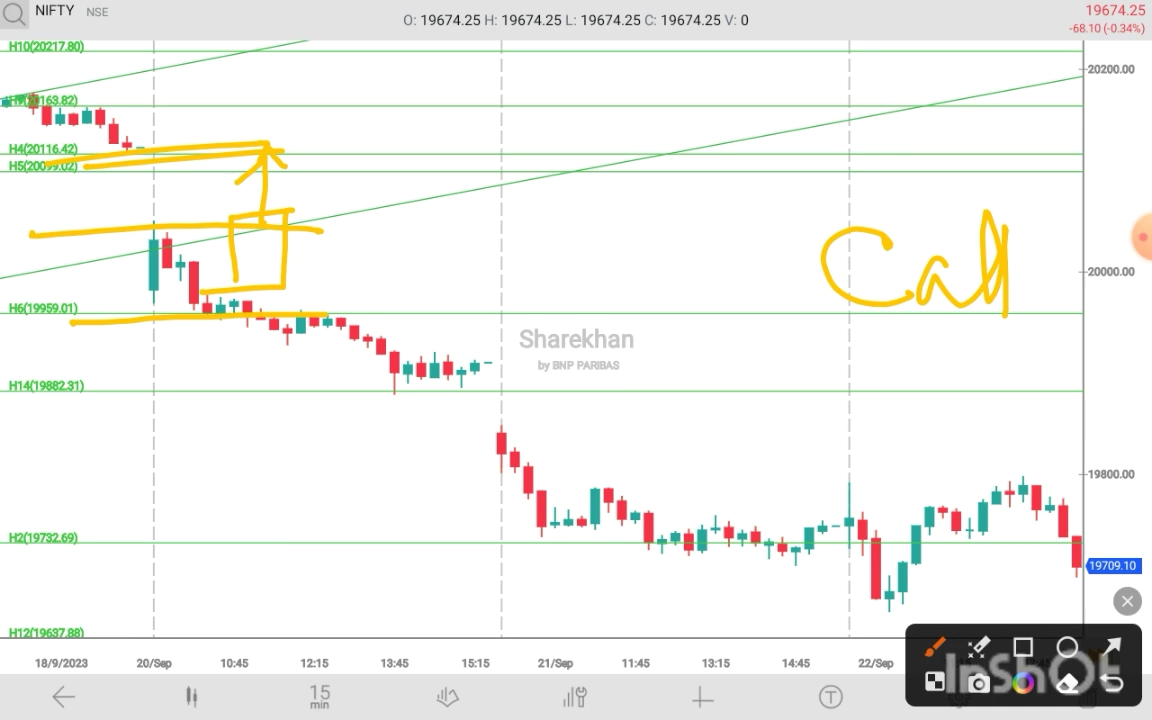 NIFTY NSE
O: 19674.25 H: 19674.25 L: 19674.25 C: 19674.25 V: 0
19674.25
-68.10 (-0.34%)
H10(20217.80)
20200.00
(20163.82)
H4(20116.42)
H5(20099.02)
Call
20000.00
H6(19959.01)
Sharekhan
by BNP PARIBAS
H14(19882.31)
19800.00
H2(19732.69)
19709.10
H12(19637.88)
18/9/2023 20/Sep 10:45 12:15 13:45 15:15 21/Sep 11:45 13:15 14:45 22/Sep
InShOt
15
min
T